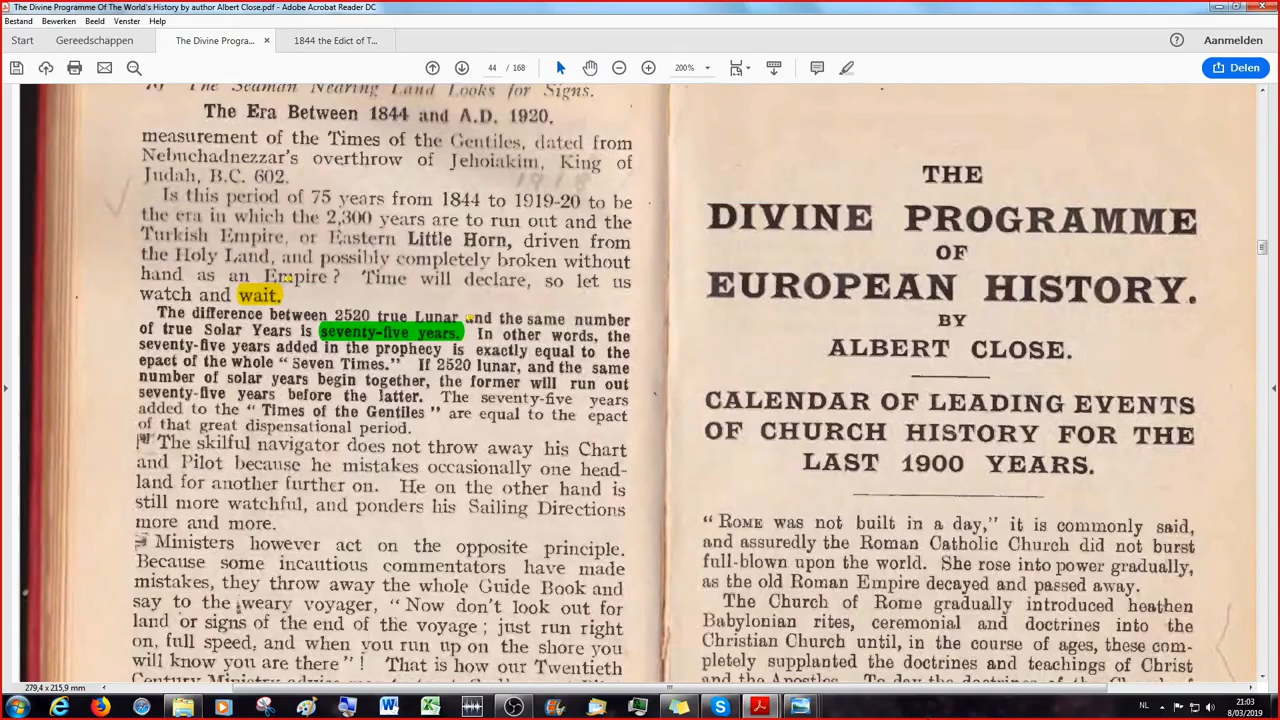 The Divine Programme Of The World's History by author Albert Close.pdf - Adobe Acrobat Reader DC
Bestand Bewerken Beeld Venster Help
Start Gereedschappen The Divine Progra... × 1844 the Edict of T... Aanmelden
44 / 168 200% Delen
The Seaman Nearing Land Looks for Signs.
The Era Between 1844 and A.D. 1920.
measurement of the Times of the Gentiles, dated from
Nebuchadnezzar's overthrow of Jehoiakim, King of
Judah, B.C. 602.
1918
Is this period of 75 years from 1844 to 1919-20 to be
the era in which the 2,300 years are to run out and the
Turkish Empire, or Eastern Little Horn, driven from
the Holy Land, and possibly completely broken without
hand as an Empire? Time will declare, so let us
watch and wait.
The difference between 2520 true Lunar and the same number
of true Solar Years is seventy-five years. In other words, the
seventy-five years added in the prophecy is exactly equal to the
epact of the whole "Seven Times." If 2520 lunar, and the same
number of solar years begin together, the former will run out
seventy-five years before the latter. The seventy-five years
added to the "Times of the Gentiles" are equal to the epact
of that great dispensational period.
The skilful navigator does not throw away his Chart
and Pilot because he mistakes occasionally one head-
land for another further on. He on the other hand is
still more watchful, and ponders his Sailing Directions
more and more.
Ministers however act on the opposite principle.
Because some incautious commentators have made
mistakes, they throw away the whole Guide Book and
say to the weary voyager, "Now don't look out for
land or signs of the end of the voyage; just run right
on, full speed, and when you run up on the shore you
will know you are there"! That is how our Twentieth
THE
DIVINE PROGRAMME
OF
EUROPEAN HISTORY.
BY
ALBERT CLOSE.
CALENDAR OF LEADING EVENTS
OF CHURCH HISTORY FOR THE
LAST 1900 YEARS.
"ROME was not built in a day," it is commonly said,
and assuredly the Roman Catholic Church did not burst
full-blown upon the world. She rose into power gradually,
as the old Roman Empire decayed and passed away.
The Church of Rome gradually introduced heathen
Babylonian rites, ceremonial and doctrines into the
Christian Church until, in the course of ages, these com-
pletely supplanted the doctrines and teachings of Christ
279,4 x 215,9 mm
NL 21:03
8/03/2019